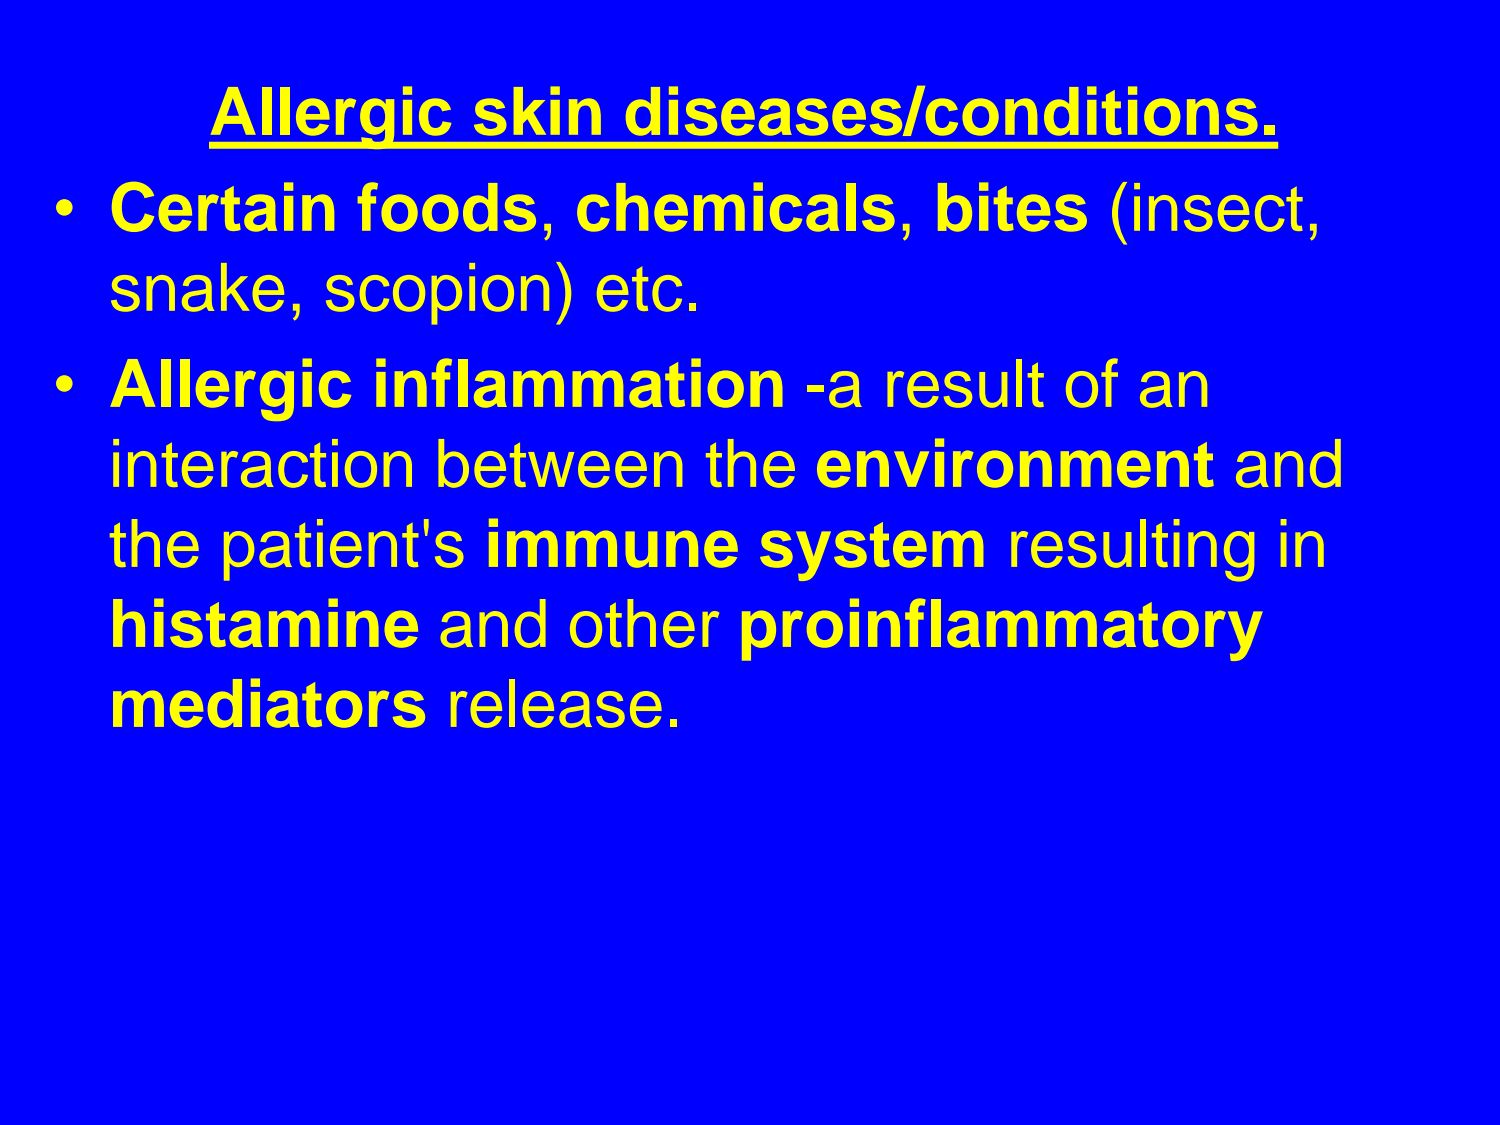 Allergic skin diseases/conditions.
• Certain foods, chemicals, bites (insect,
snake, scopion) etc.
• Allergic inflammation -a result of an
interaction between the environment and
the patient's immune system resulting in
histamine and other proinflammatory
mediators release.